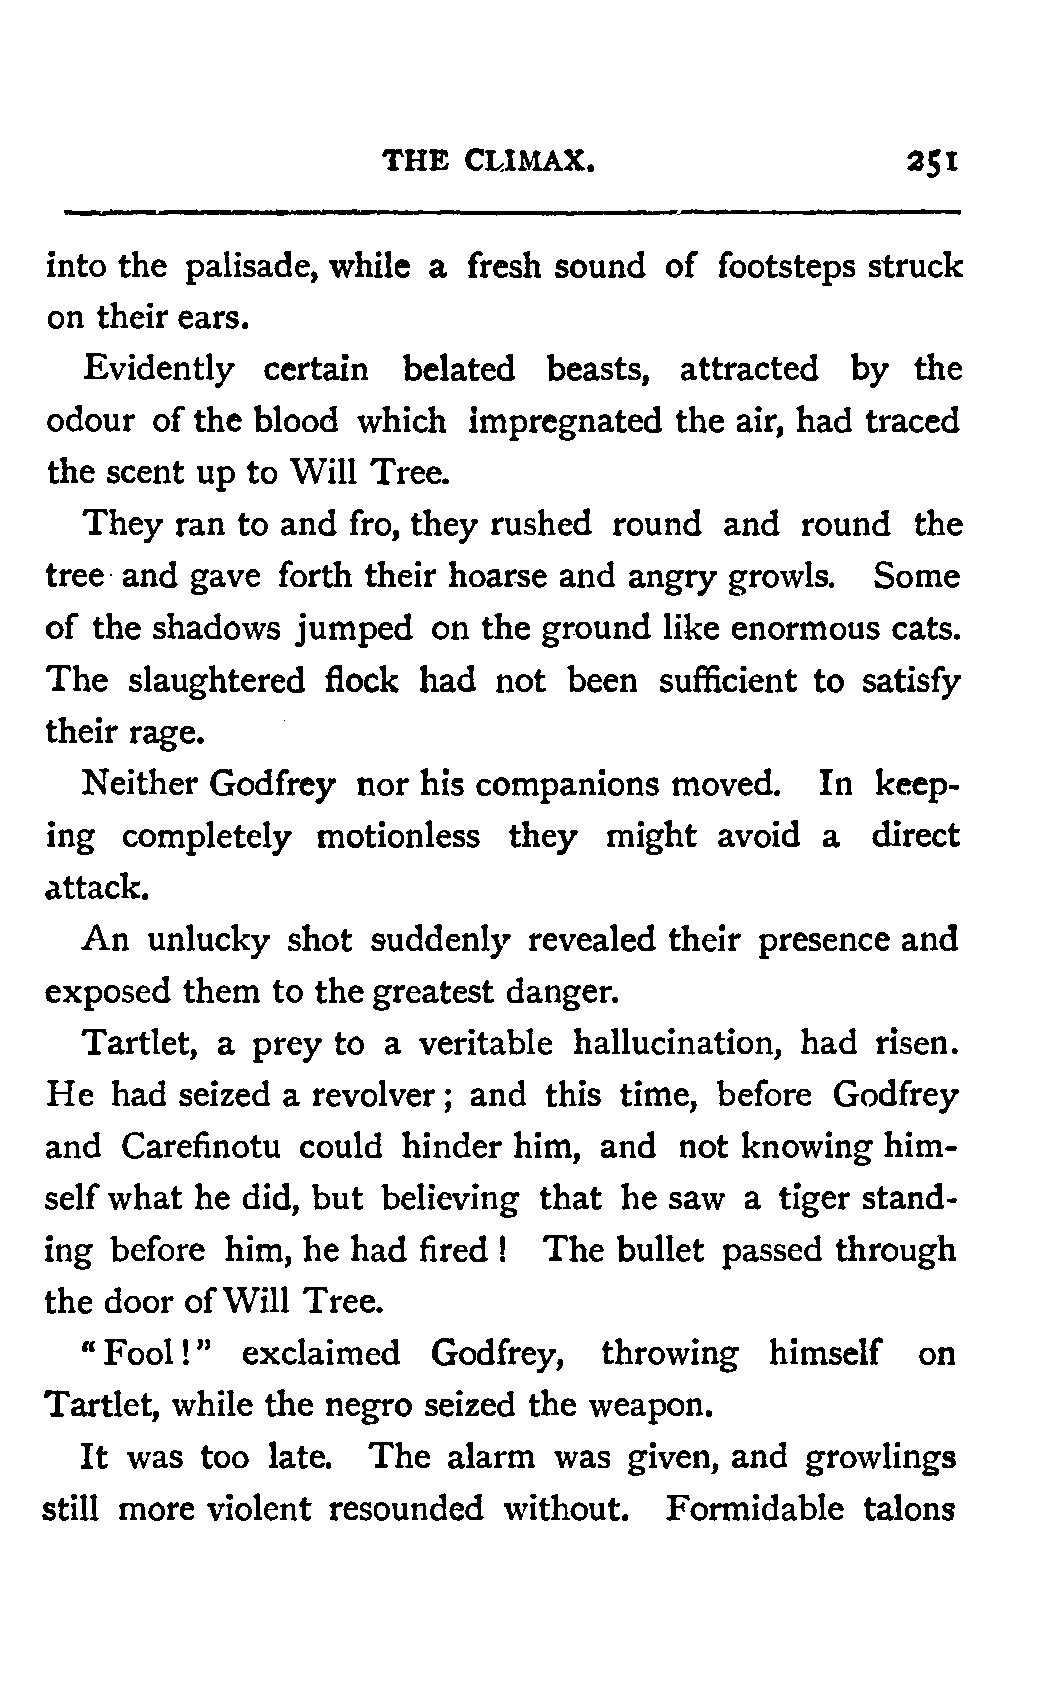 THE CLIMAX. 251
into the palisade, while a fresh sound of footsteps struck
on their ears.
Evidently certain belated beasts, attracted by the
odour of the blood which impregnated the air, had traced
the scent up to Will Tree.
They ran to and fro, they rushed round and round the
tree and gave forth their hoarse and angry growls. Some
of the shadows jumped on the ground like enormous cats.
The slaughtered flock had not been sufficient to satisfy
their rage.
Neither Godfrey nor his companions moved. In keep-
ing completely motionless they might avoid a direct
attack.
An unlucky shot suddenly revealed their presence and
exposed them to the greatest danger.
Tartlet, a prey to a veritable hallucination, had risen.
He had seized a revolver ; and this time, before Godfrey
and Carefinotu could hinder him, and not knowing him-
self what he did, but believing that he saw a tiger stand-
ing before him, he had fired ! The bullet passed through
the door of Will Tree.
“ Fool ! ” exclaimed Godfrey, throwing himself on
Tartlet, while the negro seized the weapon.
It was too late. The alarm was given, and growlings
still more violent resounded without. Formidable talons